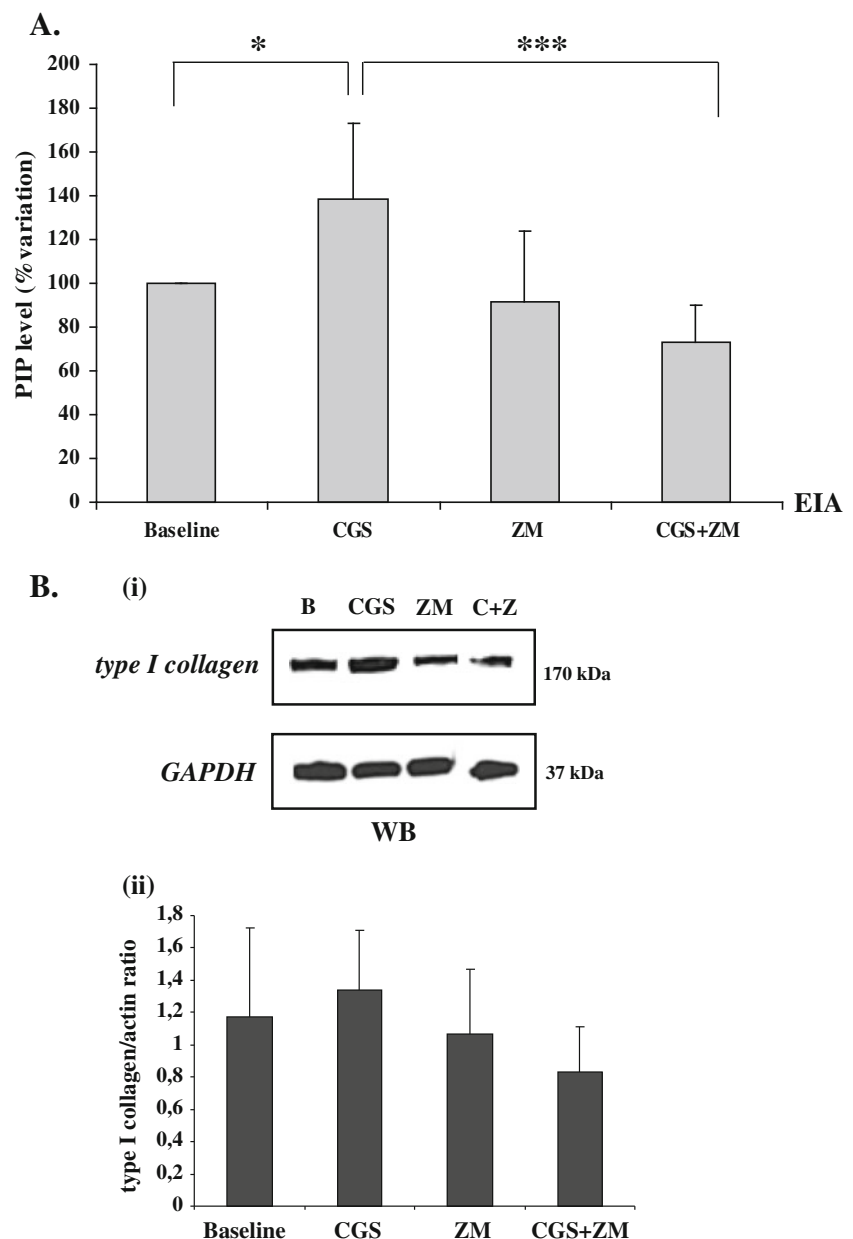 A.
* ***
PIP level (% variation)
200
180
160
140
120
100
80
60
40
20
0
Baseline CGS ZM CGS+ZM
EIA
B. (i)
B CGS ZM C+Z
type I collagen 170 kDa
GAPDH 37 kDa
WB
(ii)
type I collagen/actin ratio
1,8
1,6
1,4
1,2
1
0,8
0,6
0,4
0,2
0
Baseline CGS ZM CGS+ZM